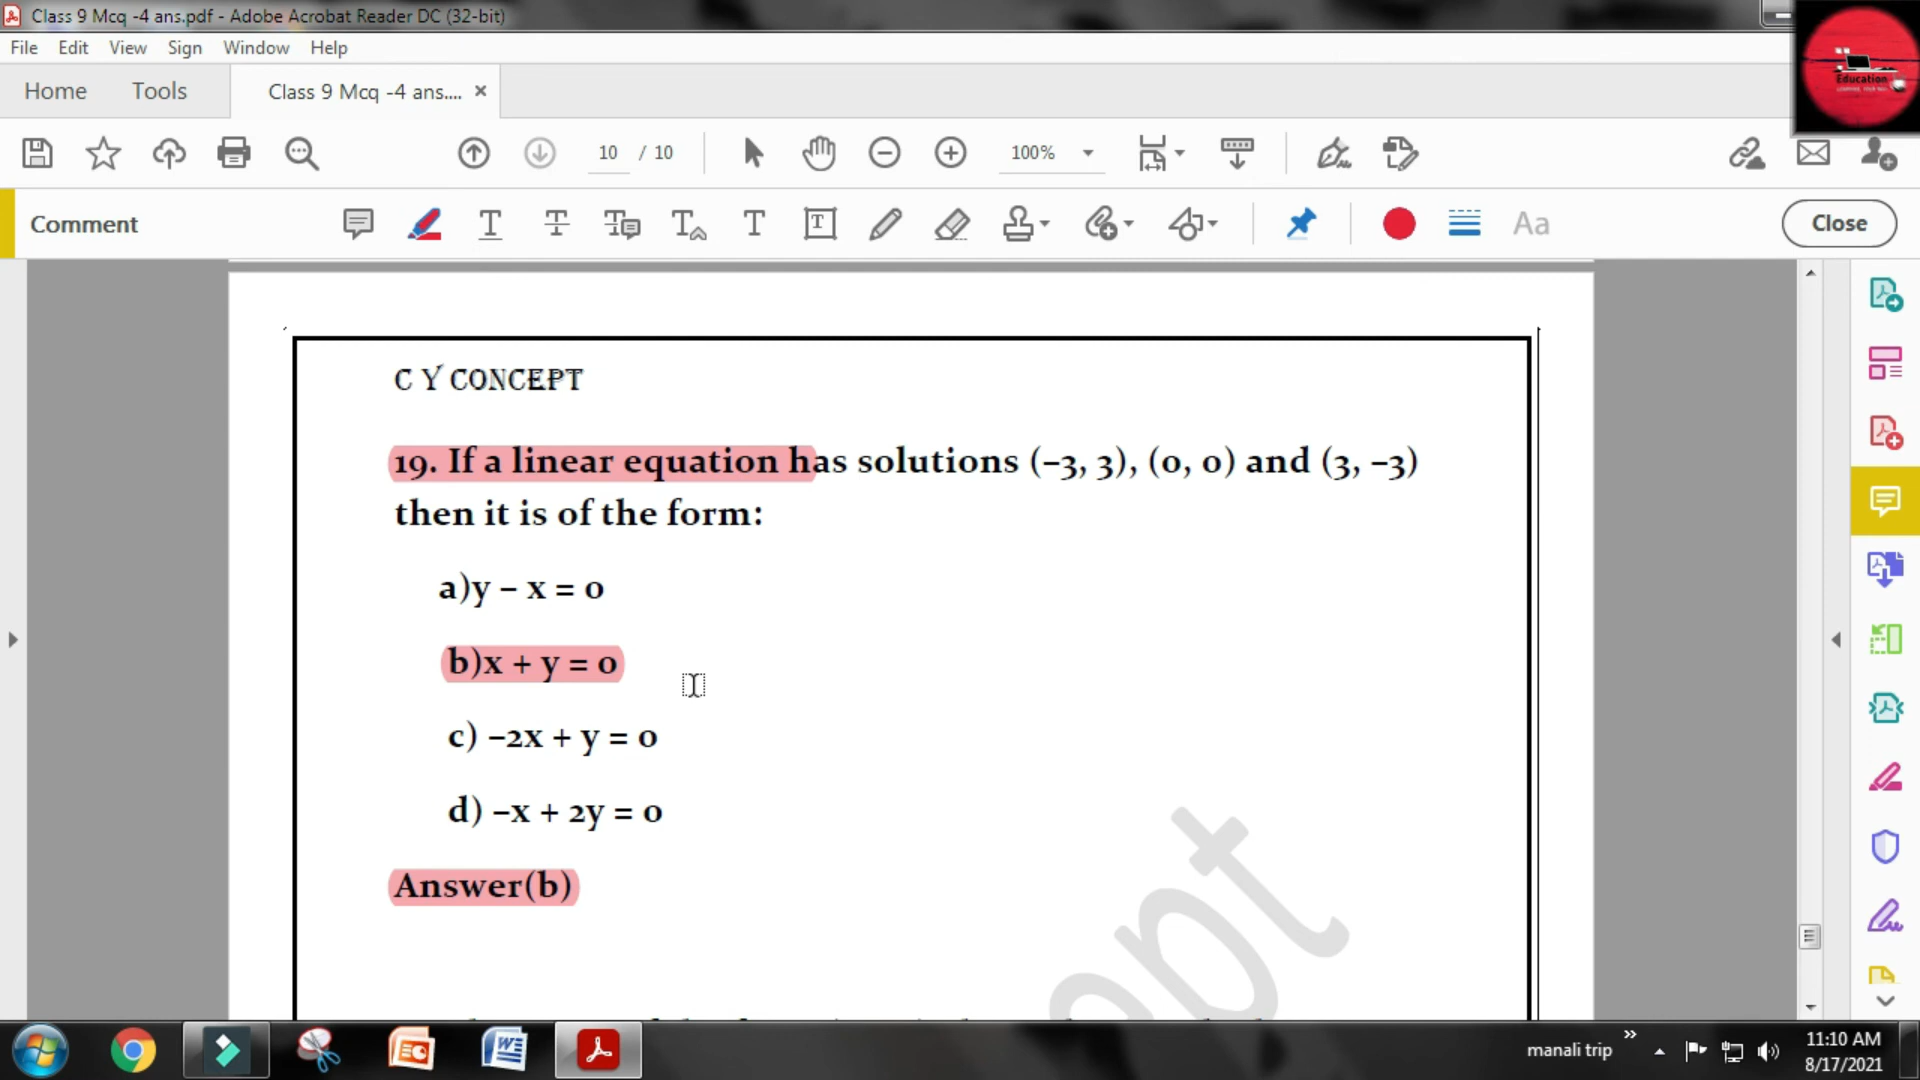 Class 9 Mcq -4 ans.pdf - Adobe Acrobat Reader DC (32-bit)
File Edit View Sign Window Help
Home Tools Class 9 Mcq -4 ans.... ×
Education
10 / 10 100%
Comment Aa Close
C Y CONCEPT
19. If a linear equation has solutions (–3, 3), (0, 0) and (3, –3)
then it is of the form:
a)y – x = 0
b)x + y = 0
c) –2x + y = 0
d) –x + 2y = 0
Answer(b)
pt
manali trip
11:10 AM
8/17/2021